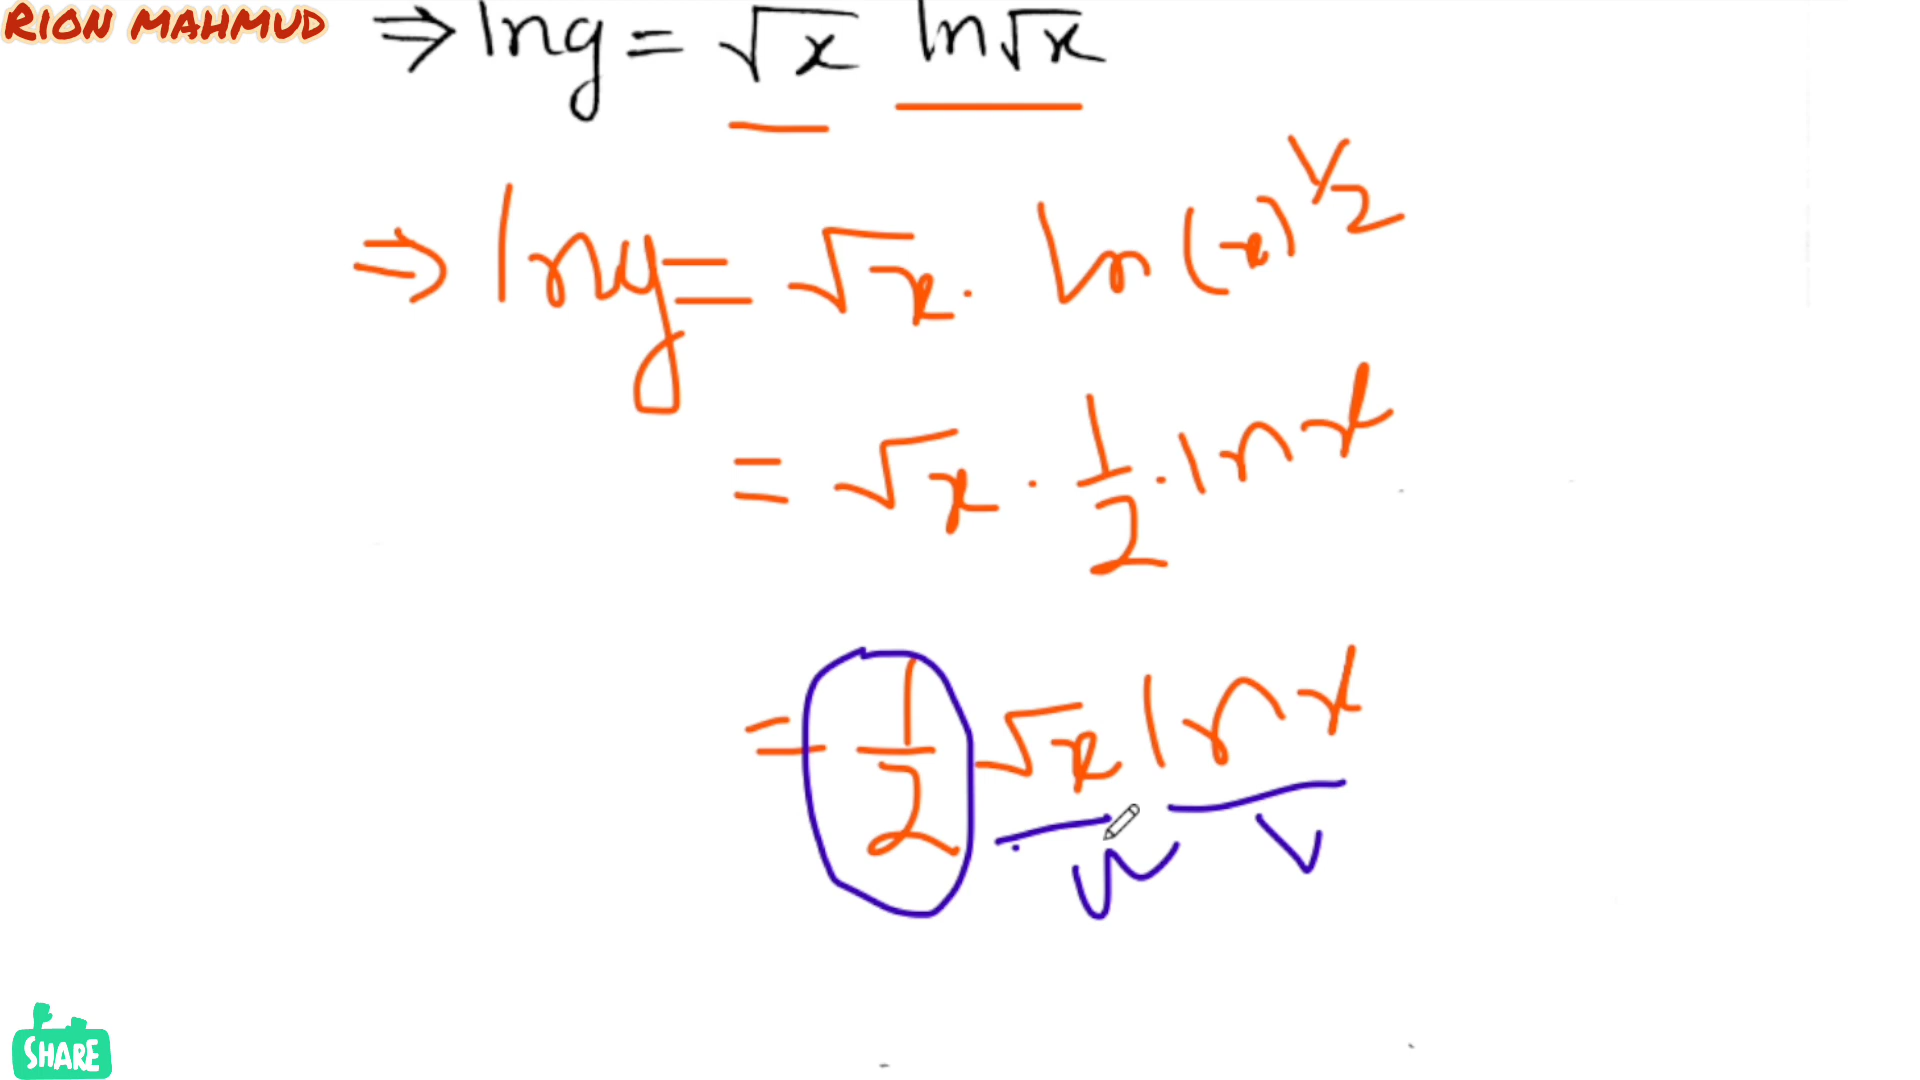 RION MAHMUD
⇒ lny = √x ln√x
⇒ lny = √x . ln(x)^1/2
= √x . 1/2 . lnx
= 1/2 √x lnx
u v
SHARE